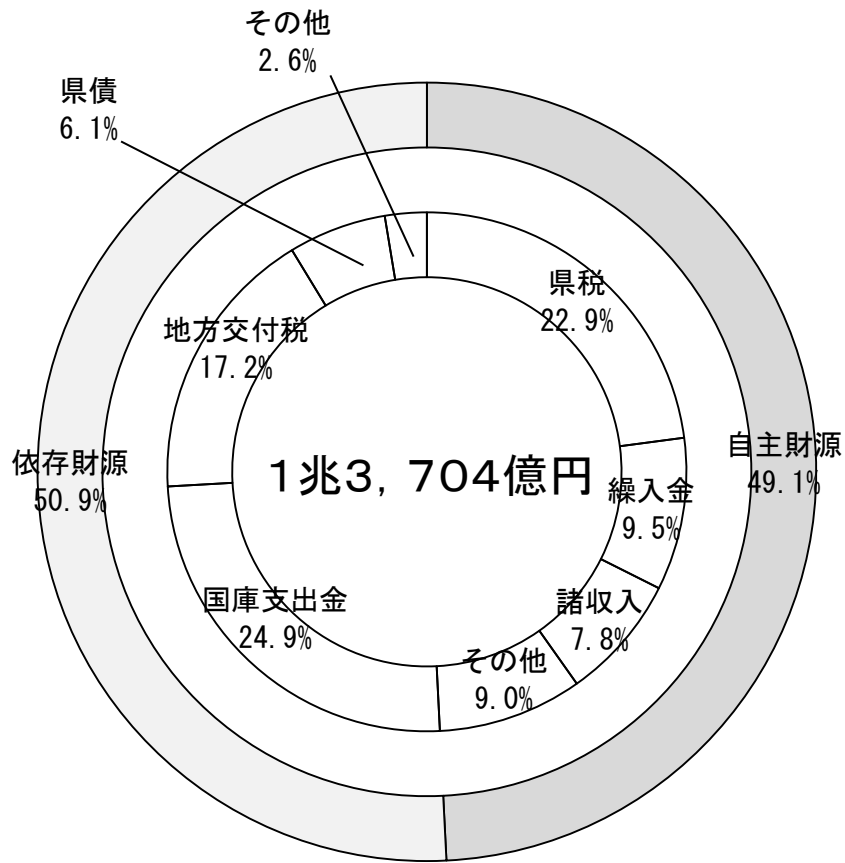 その他
2.6%
県債
6.1%
県税
22.9%
地方交付税
17.2%
自主財源
49.1%
依存財源
50.9%
1兆3,704億円
繰入金
9.5%
国庫支出金
24.9%
諸収入
7.8%
その他
9.0%